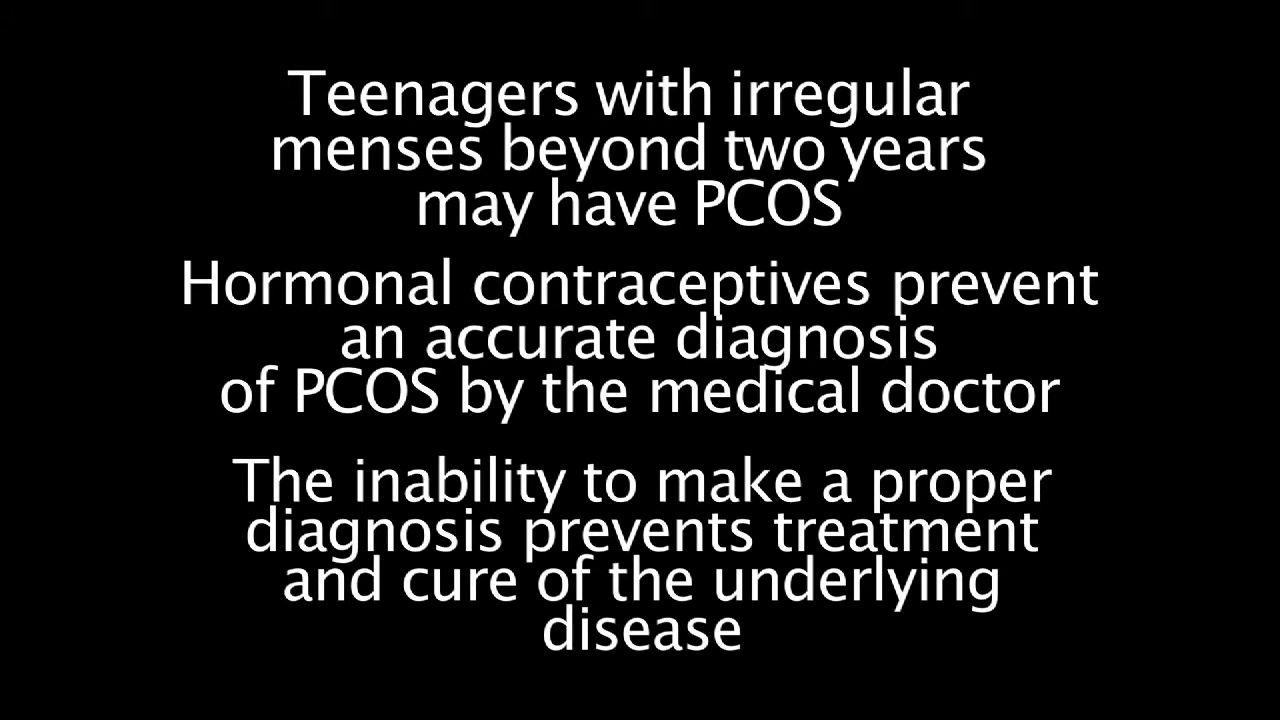 Teenagers with irregular
menses beyond two years
may have PCOS
Hormonal contraceptives prevent
an accurate diagnosis
of PCOS by the medical doctor
The inability to make a proper
diagnosis prevents treatment
and cure of the underlying
disease